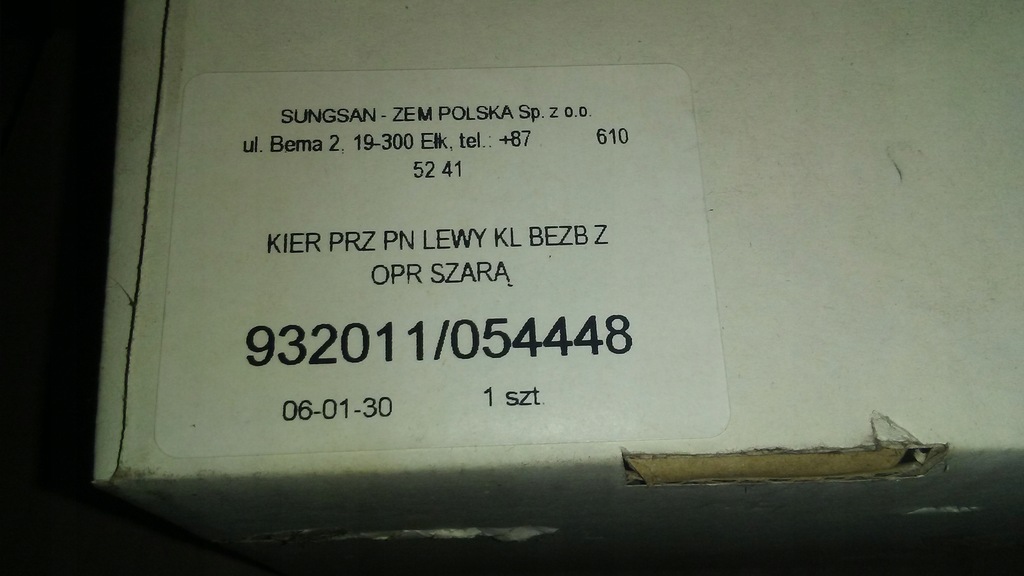 SUNGSAN - ZEM POLSKA Sp. z o.o.
ul. Bema 2, 19-300 Ełk, tel.: +87 610
52 41
KIER PRZ PN LEWY KL BEZB Z
OPR SZARĄ
932011/054448
06-01-30 1 szt.